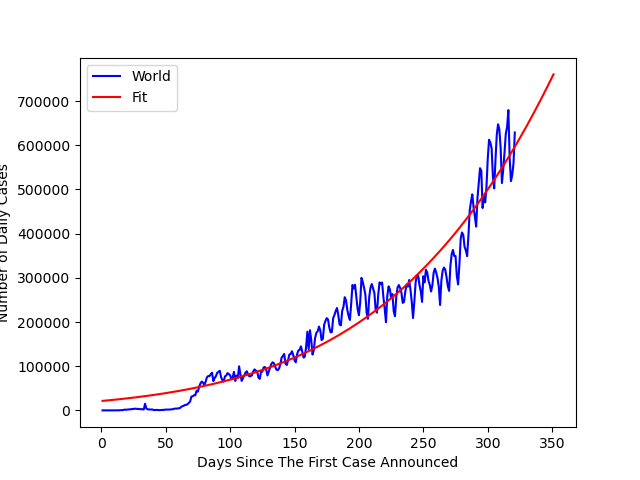 World
Fit
700000
600000
500000
400000
300000
200000
100000
0
Number of Daily Cases
0 50 100 150 200 250 300 350
Days Since The First Case Announced